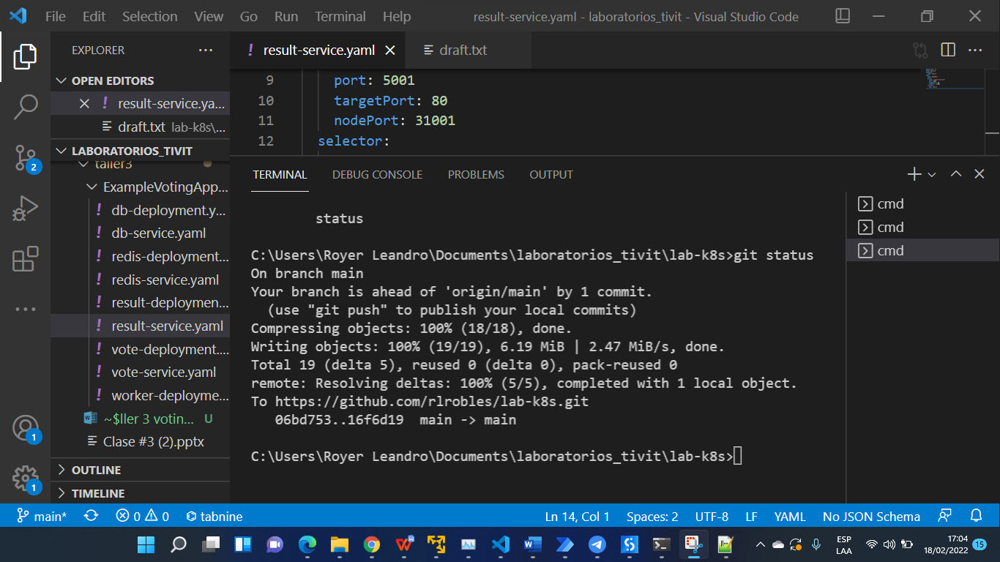 File Edit Selection View Go Run Terminal Help result-service.yaml - laboratorios_tivit - Visual Studio Code
EXPLORER ...
! result-service.yaml
draft.txt
OPEN EDITORS
! result-service.ya...
draft.txt lab-k8s\...
LABORATORIOS_TIVIT
taller3
ExampleVotingApp...
! db-deployment.y...
! db-service.yaml
! redis-deployment...
! redis-service.yaml
! result-deploymen...
! result-service.yaml
! vote-deployment....
! vote-service.yaml
! worker-deployme...
~$ller 3 votin... U
Clase #3 (2).pptx
OUTLINE
TIMELINE
2
1
1
9 port: 5001
10 targetPort: 80
11 nodePort: 31001
12 selector:
TERMINAL DEBUG CONSOLE PROBLEMS OUTPUT
status
C:\Users\Royer Leandro\Documents\laboratorios_tivit\lab-k8s>git status
On branch main
Your branch is ahead of 'origin/main' by 1 commit.
(use "git push" to publish your local commits)
Compressing objects: 100% (18/18), done.
Writing objects: 100% (19/19), 6.19 MiB | 2.47 MiB/s, done.
Total 19 (delta 5), reused 0 (delta 0), pack-reused 0
remote: Resolving deltas: 100% (5/5), completed with 1 local object.
To https://github.com/rlrobles/lab-k8s.git
06bd753..16f6d19 main -> main
C:\Users\Royer Leandro\Documents\laboratorios_tivit\lab-k8s>
cmd
cmd
cmd
main* 0 0 tabnine Ln 14, Col 1 Spaces: 2 UTF-8 LF YAML No JSON Schema
ESP
LAA
17:04
18/02/2022
15